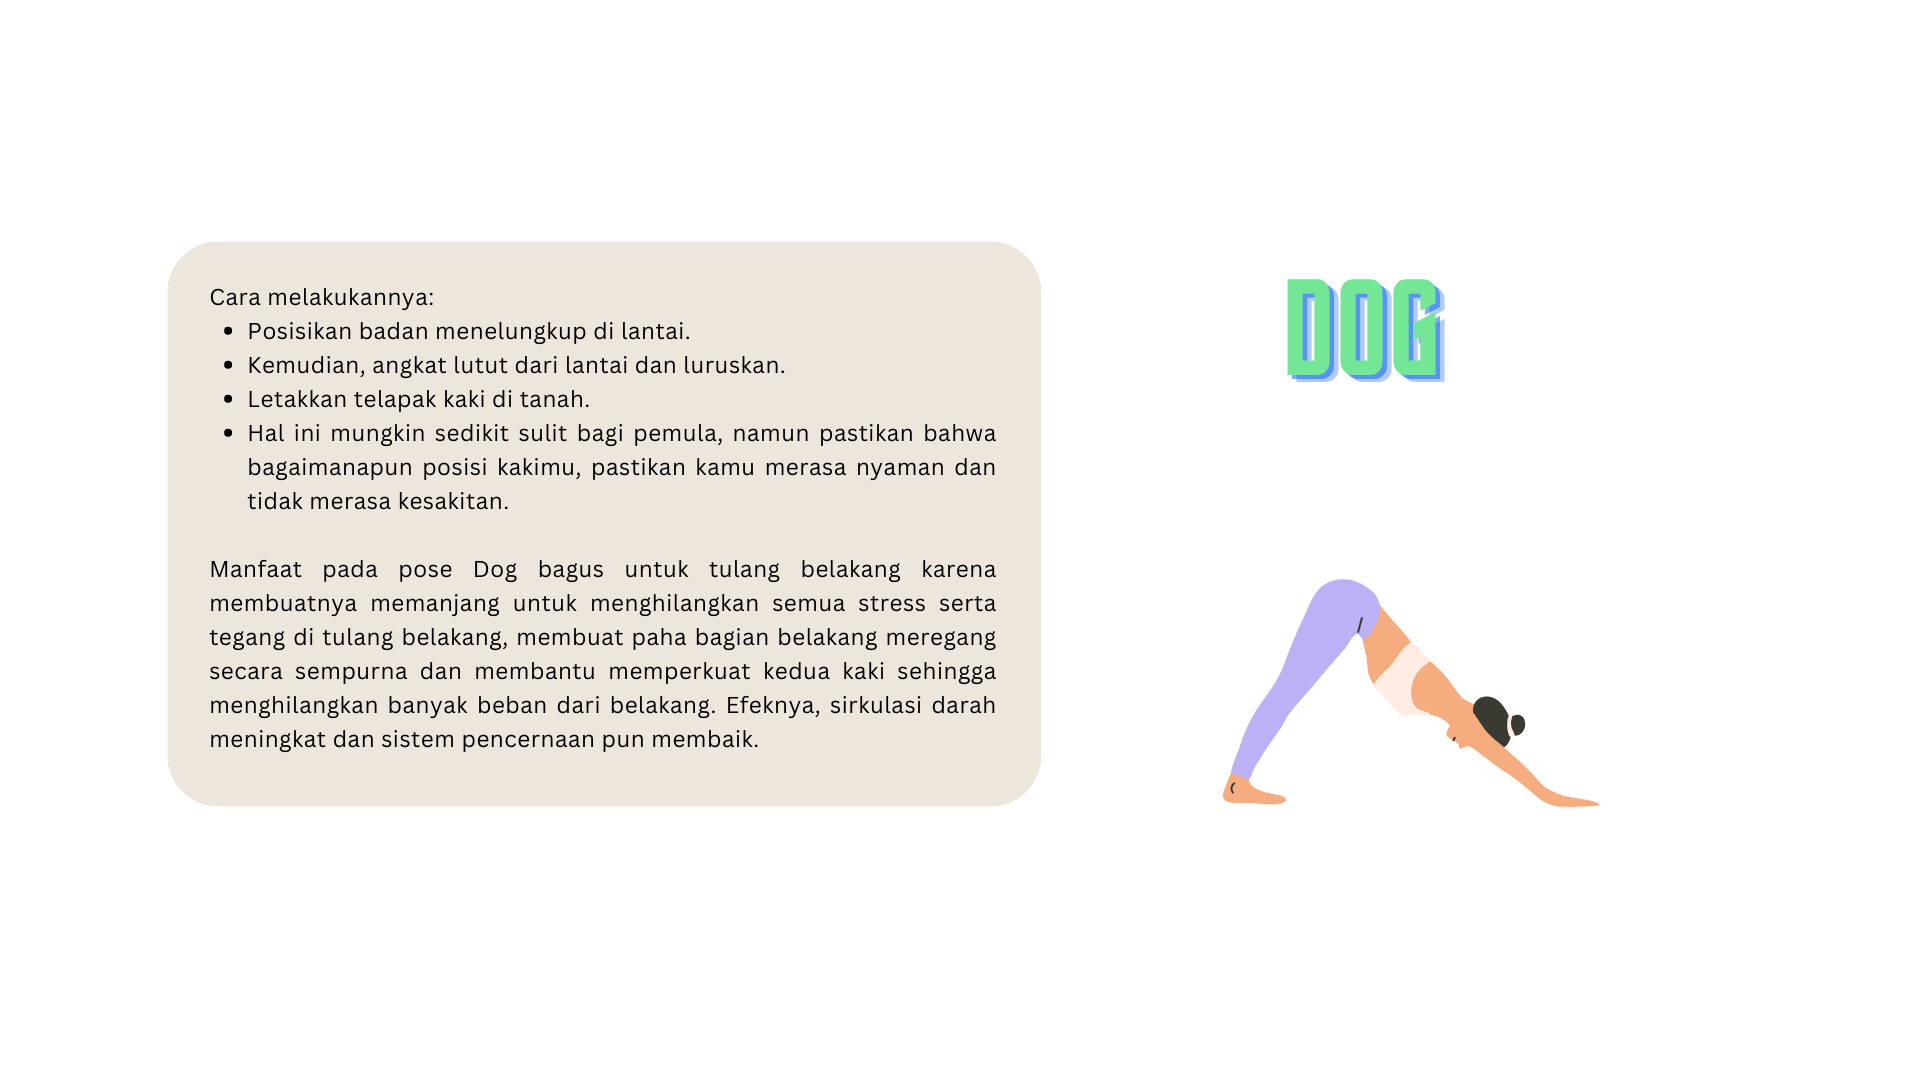 Cara melakukannya:
• Posisikan badan menelungkup di lantai.
• Kemudian, angkat lutut dari lantai dan luruskan.
• Letakkan telapak kaki di tanah.
• Hal ini mungkin sedikit sulit bagi pemula, namun pastikan bahwa
bagaimanapun posisi kakimu, pastikan kamu merasa nyaman dan
tidak merasa kesakitan.
Manfaat pada pose Dog bagus untuk tulang belakang karena
membuatnya memanjang untuk menghilangkan semua stress serta
tegang di tulang belakang, membuat paha bagian belakang meregang
secara sempurna dan membantu memperkuat kedua kaki sehingga
menghilangkan banyak beban dari belakang. Efeknya, sirkulasi darah
meningkat dan sistem pencernaan pun membaik.
DOG